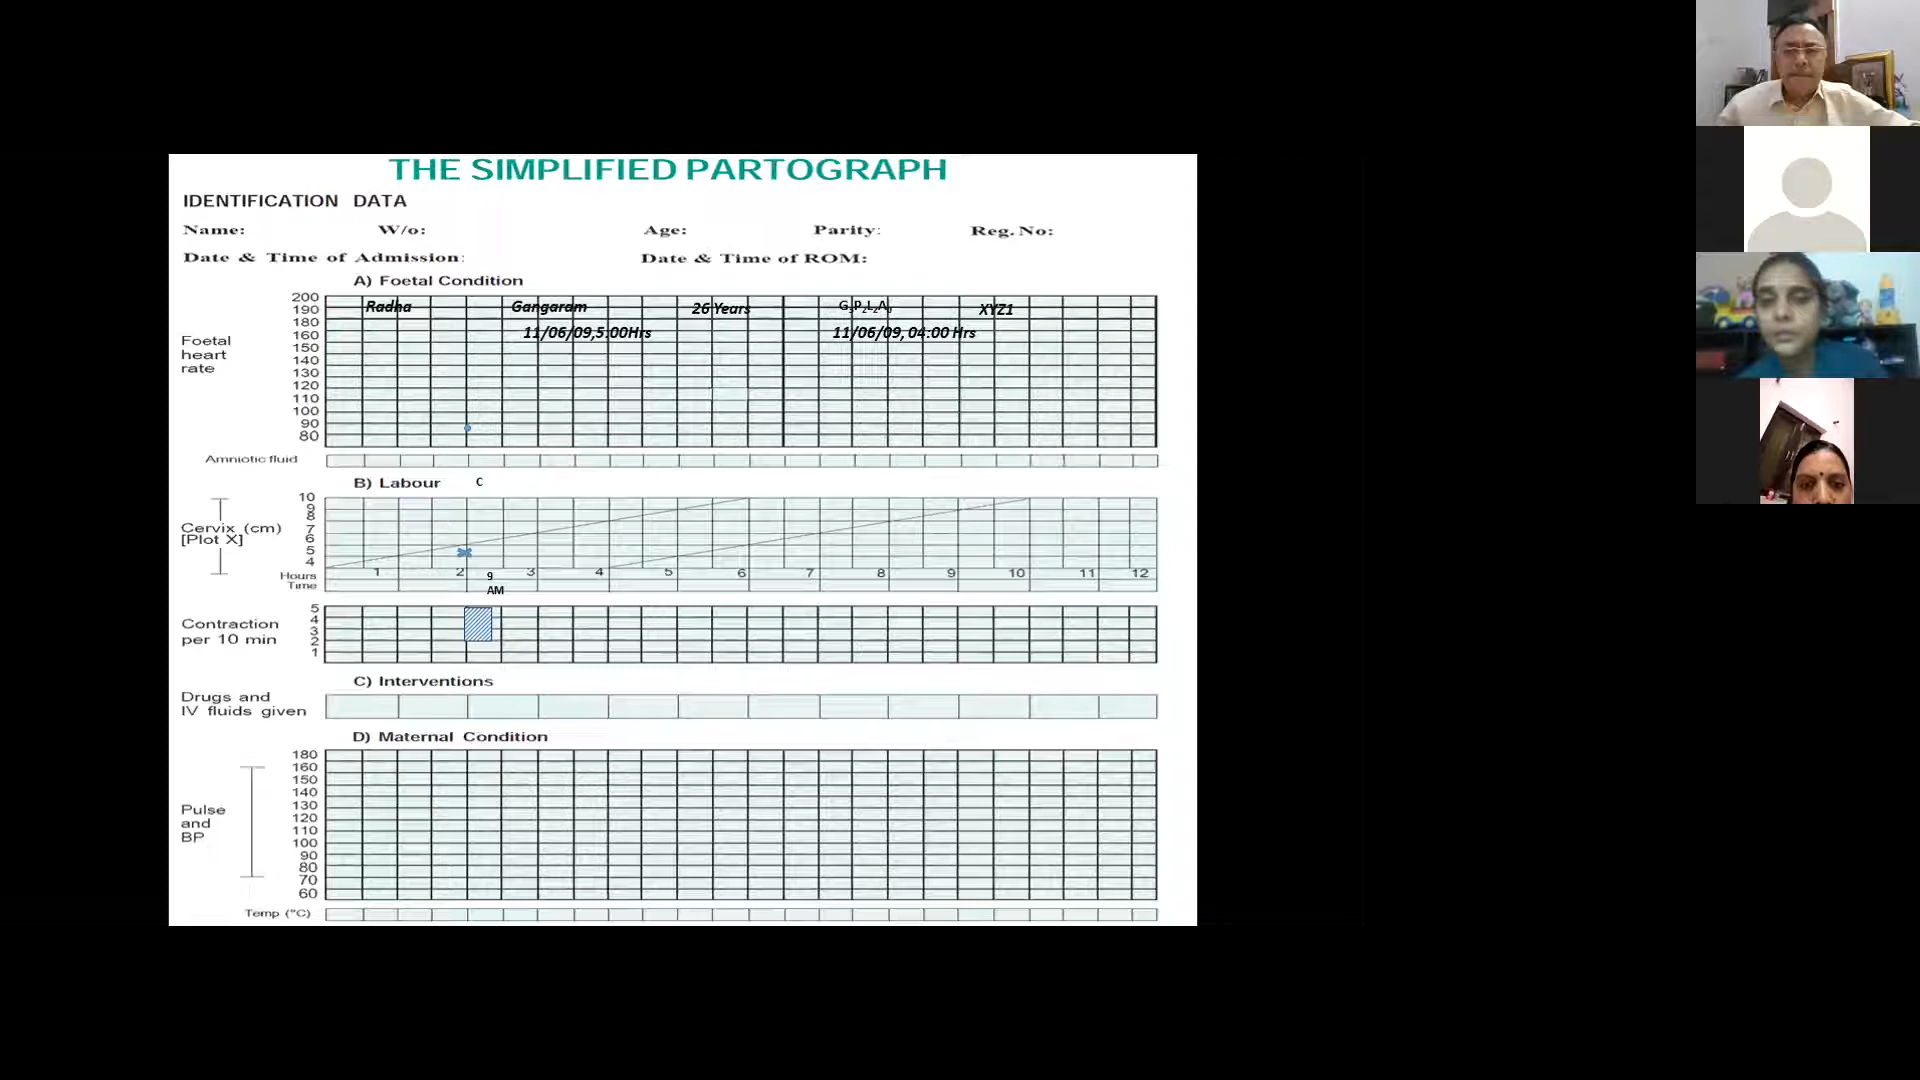 THE SIMPLIFIED PARTOGRAPH
IDENTIFICATION DATA
Name: W/o: Age: Parity: Reg. No:
Date & Time of Admission: Date & Time of ROM:
A) Foetal Condition
Radha Gangaram 26 Years XYZ1
11/06/09,5:00Hrs 11/06/09, 04:00 Hrs
Foetal
heart
rate
200
190
180
160
150
140
130
120
110
100
90
80
Amniotic fluid
B) Labour C
Cervix (cm)
[Plot X]
10
9
8
7
6
5
4
Hours 1 2 3 4 5 6 7 8 9 10 11 12
Time 9
AM
Contraction
per 10 min
5
4
3
2
1
C) Interventions
Drugs and
IV fluids given
D) Maternal Condition
Pulse
and
BP
180
160
150
140
130
120
110
100
90
80
70
60
Temp (°C)